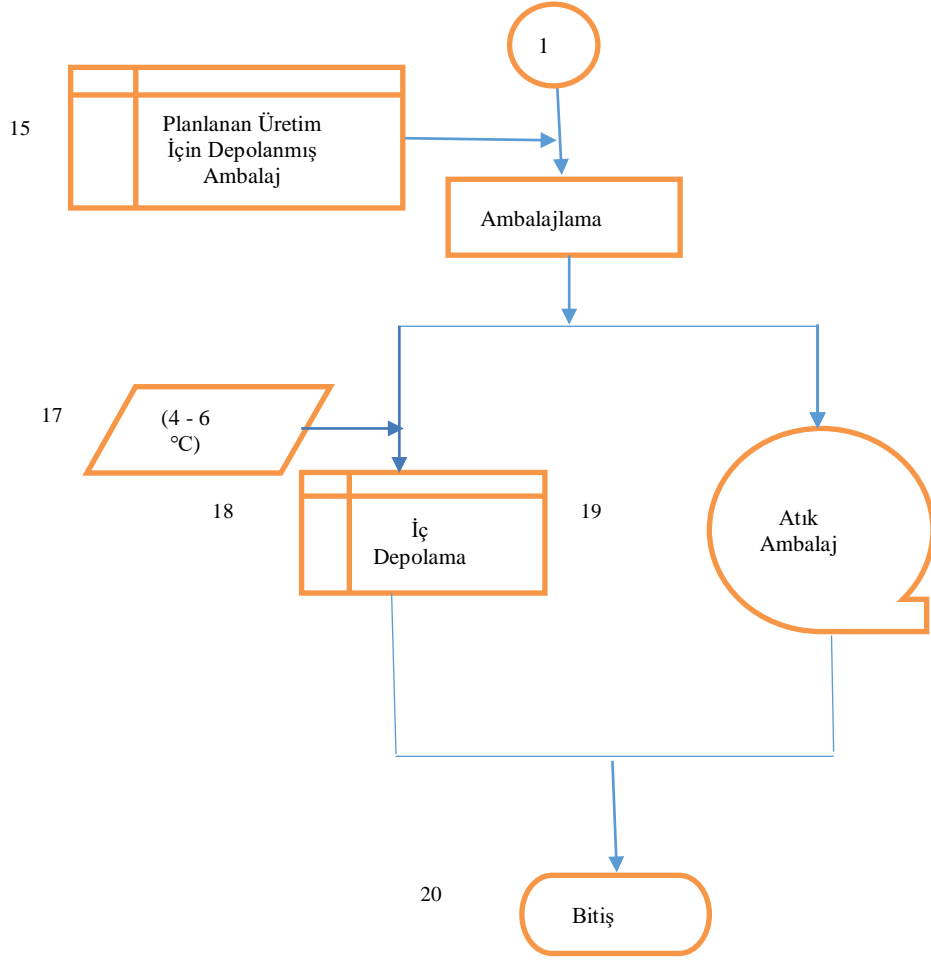 1
15
Planlanan Üretim
İçin Depolanmış
Ambalaj
Ambalajlama
17
(4 - 6
°C)
18
İç
Depolama
19
Atık
Ambalaj
20
Bitiş